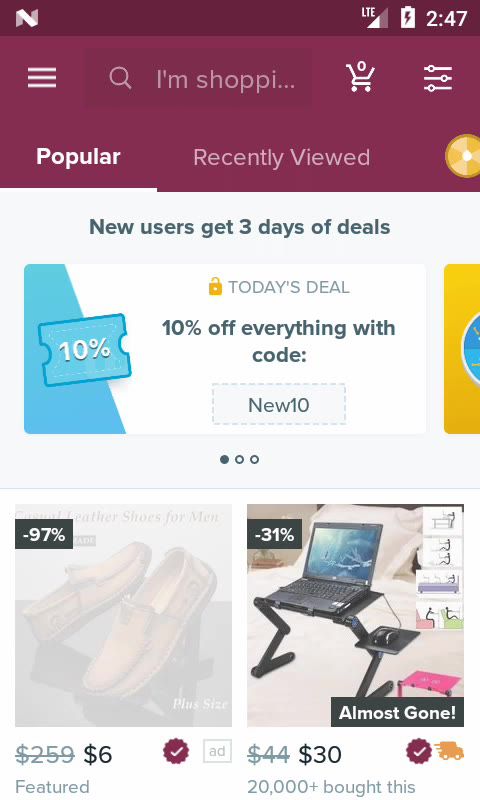 LTE 2:47
I'm shoppi... 0
Popular Recently Viewed
New users get 3 days of deals
TODAY'S DEAL
10% off everything with
code:
10%
New10
Casual Leather Shoes for Men
-97%
-31%
Plus Size
Almost Gone!
$259 $6 ad
$44 $30
Featured
20,000+ bought this